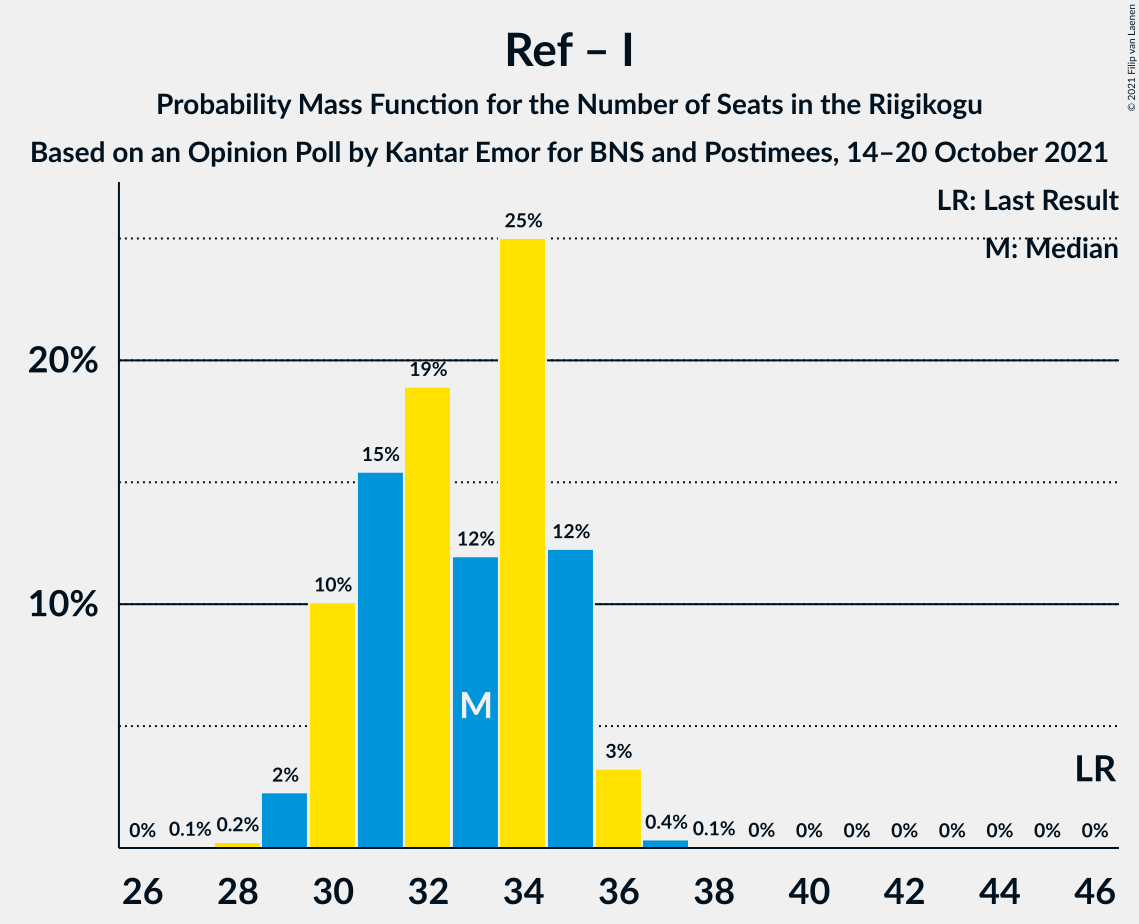 Ref – I
Probability Mass Function for the Number of Seats in the Riigikogu
Based on an Opinion Poll by Kantar Emor for BNS and Postimees, 14–20 October 2021
© 2021 Filip van Laenen
LR: Last Result
M: Median
20%
10%
0%
0.1%
0.2%
2%
10%
15%
19%
12%
25%
12%
3%
0.4%
0.1%
0%
0%
0%
0%
0%
0%
0%
0%
M
LR
26 28 30 32 34 36 38 40 42 44 46